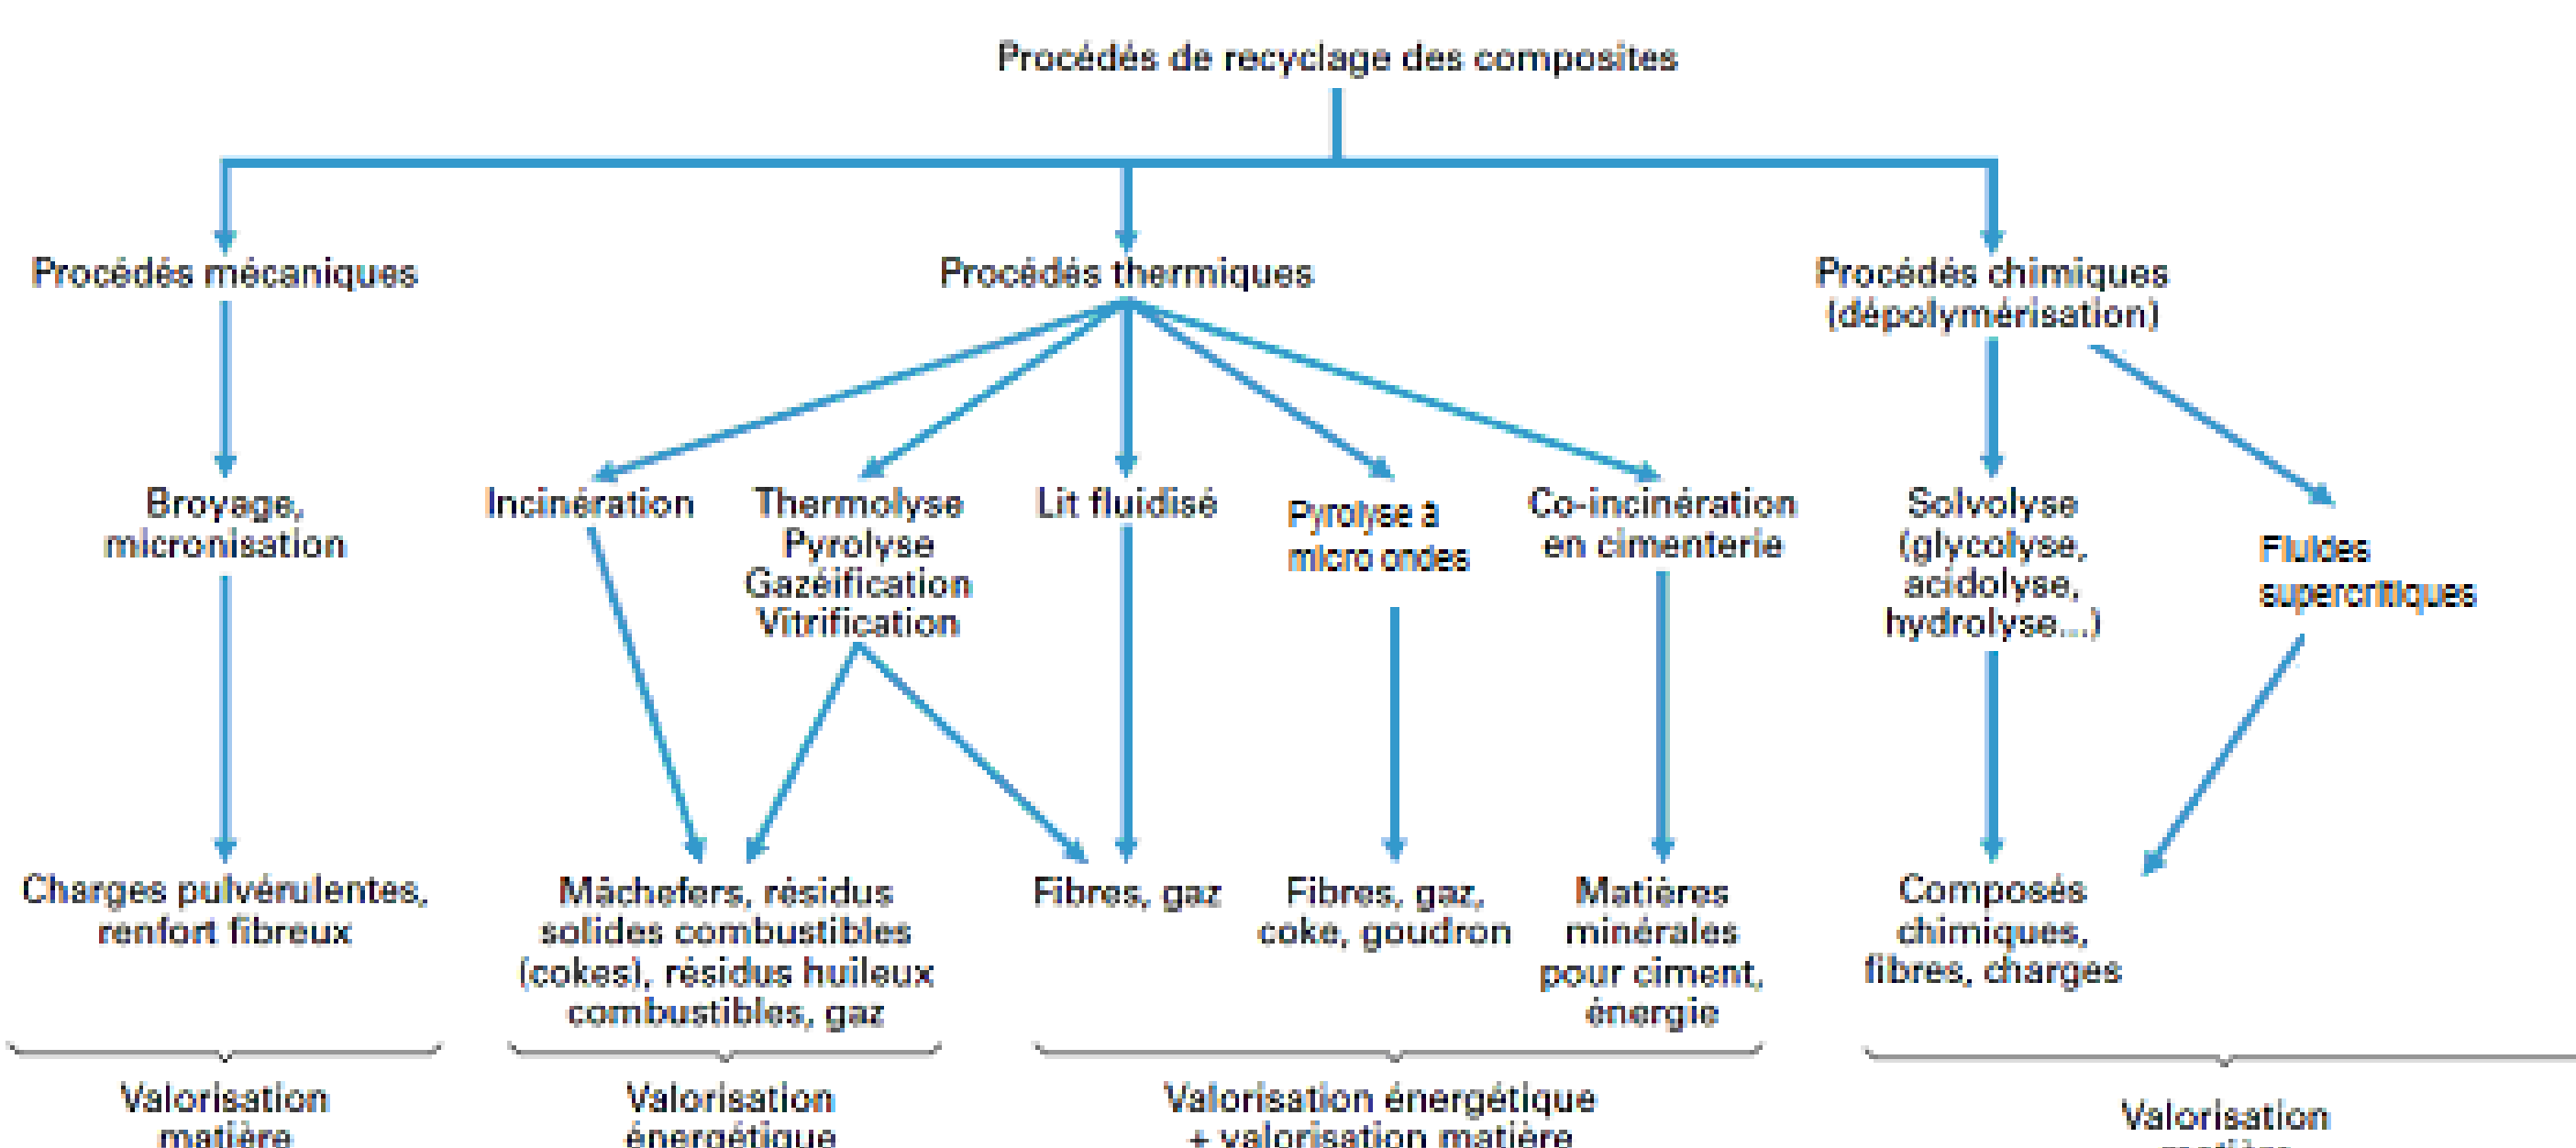 Procédés de recyclage des composites
Procédés mécaniques
Procédés thermiques
Procédés chimiques
(dépolymérisation)
Broyage,
micronisation
Incinération
Thermolyse
Pyrolyse
Gazéification
Vitrification
Lit fluidisé
Pyrolyse à
micro ondes
Co-incinération
en cimenterie
Solvolyse
(glycolyse,
acidolyse,
hydrolyse...)
Fluides
supercritiques
Charges pulvérulentes,
renfort fibreux
Mâchefers, résidus
solides combustibles
(cokes), résidus huileux
combustibles, gaz
Fibres, gaz
Fibres, gaz,
coke, goudron
Matières
minérales
pour ciment,
énergie
Composés
chimiques,
fibres, charges
Valorisation
matière
Valorisation
énergétique
Valorisation énergétique
+ valorisation matière
Valorisation